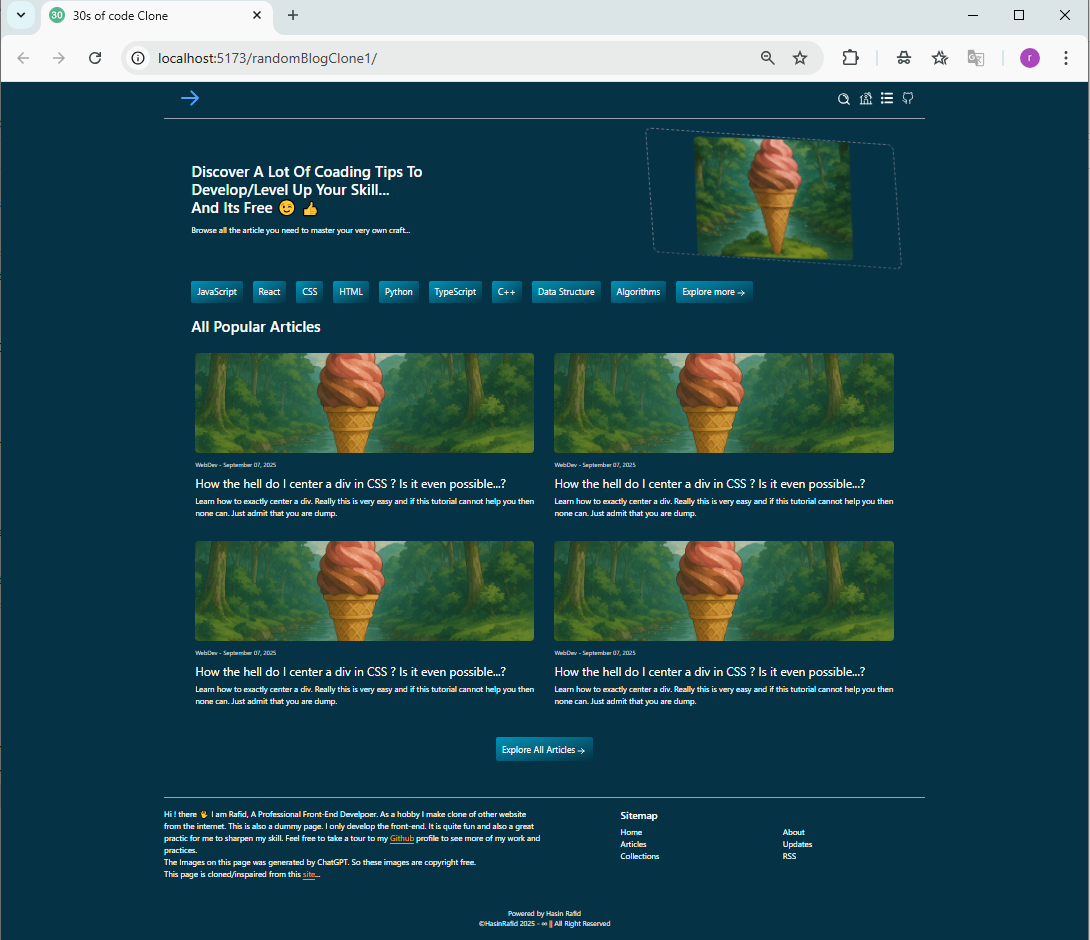 30 30s of code Clone
localhost:5173/randomBlogClone1/
r
Discover A Lot Of Coading Tips To
Develop/Level Up Your Skill...
And Its Free 😉 👍
Browse all the article you need to master your very own craft...
JavaScript React CSS HTML Python TypeScript C++ Data Structure Algorithms Explore more →
All Popular Articles
WebDev - September 07, 2025
How the hell do I center a div in CSS ? Is it even possible...?
Learn how to exactly center a div. Really this is very easy and if this tutorial cannot help you then
none can. Just admit that you are dump.
WebDev - September 07, 2025
How the hell do I center a div in CSS ? Is it even possible...?
Learn how to exactly center a div. Really this is very easy and if this tutorial cannot help you then
none can. Just admit that you are dump.
WebDev - September 07, 2025
How the hell do I center a div in CSS ? Is it even possible...?
Learn how to exactly center a div. Really this is very easy and if this tutorial cannot help you then
none can. Just admit that you are dump.
WebDev - September 07, 2025
How the hell do I center a div in CSS ? Is it even possible...?
Learn how to exactly center a div. Really this is very easy and if this tutorial cannot help you then
none can. Just admit that you are dump.
Explore All Articles →
Hi ! there 🖐 I am Rafid, A Professional Front-End Develpoer. As a hobby I make clone of other website
from the internet. This is also a dummy page. I only develop the front-end. It is quite fun and also a great
practic for me to sharpen my skill. Feel free to take a tour to my Github profile to see more of my work and
practices.
The Images on this page was generated by ChatGPT. So these images are copyright free.
This page is cloned/inspaired from this site...
Sitemap
Home
Articles
Collections
About
Updates
RSS
Powered by Hasin Rafid
©HasinRafid 2025 - ∞ || All Right Reserved